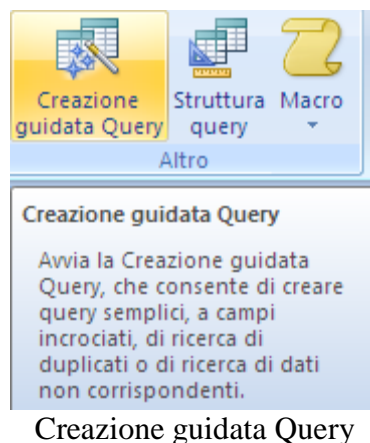 Creazione guidata Query
Struttura query
Macro
Altro
Creazione guidata Query
Avvia la Creazione guidata
Query, che consente di creare
query semplici, a campi
incrociati, di ricerca di
duplicati o di ricerca di dati
non corrispondenti.
Creazione guidata Query